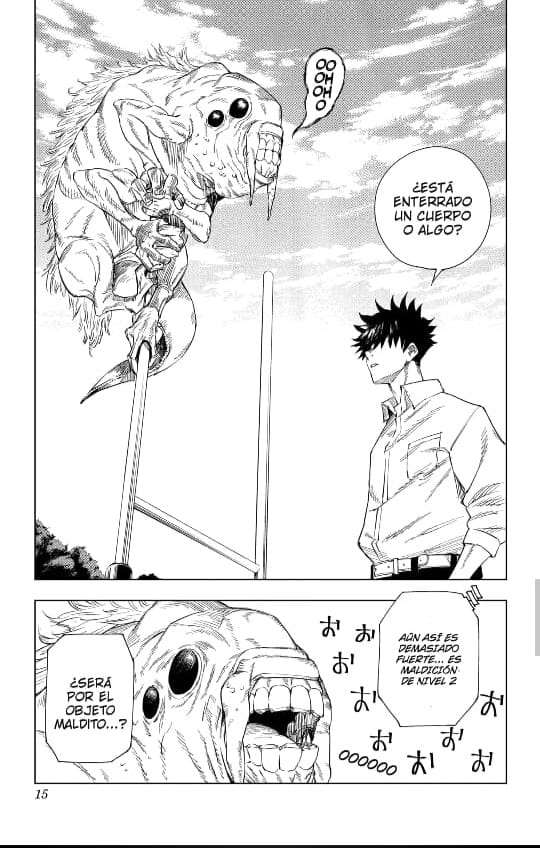 OO
OH
OH
O
¿ESTÁ
ENTERRADO
UN CUERPO
O ALGO?
AÚN ASÍ ES
DEMASIADO
FUERTE... ES
MALDICIÓN
DE NIVEL 2
¿SERÁ
POR EL
OBJETO
MALDITO...?
お お
お
お お
お お
お お
OOOOOO
15